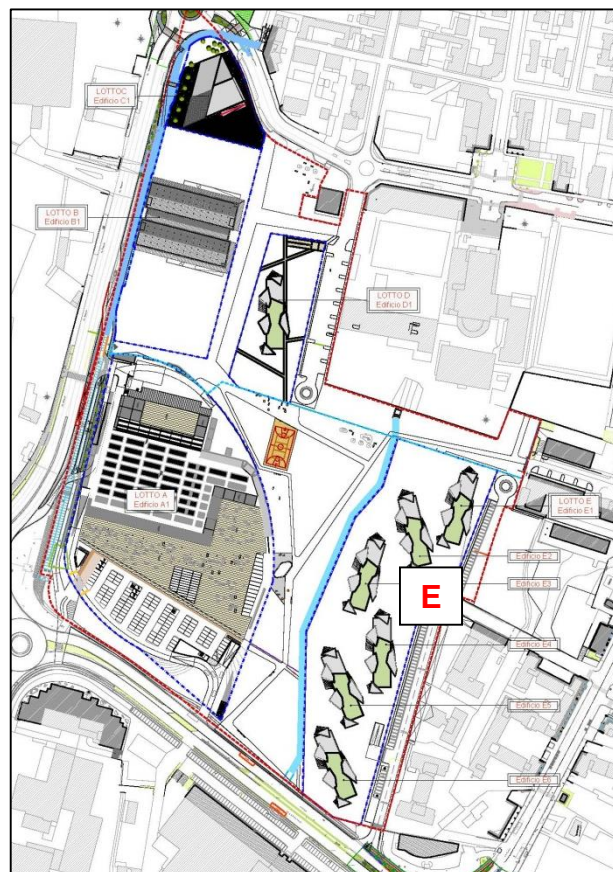 LOTTOC
Edificio C1
LOTTO B
Edificio B1
LOTTO D
Edificio D1
LOTTO A
Edificio A1
LOTTO E
Edificio E1
Edificio E2
Edificio E3
E
Edificio E4
Edificio E5
Edificio E6